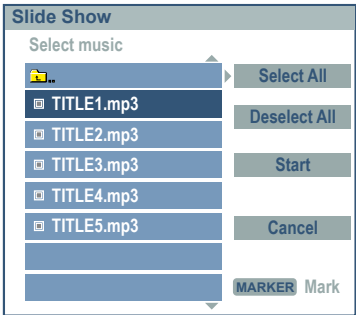 Slide Show
Select music
..
Select All
TITLE1.mp3
Deselect All
TITLE2.mp3
TITLE3.mp3
Start
TITLE4.mp3
TITLE5.mp3
Cancel
MARKER Mark